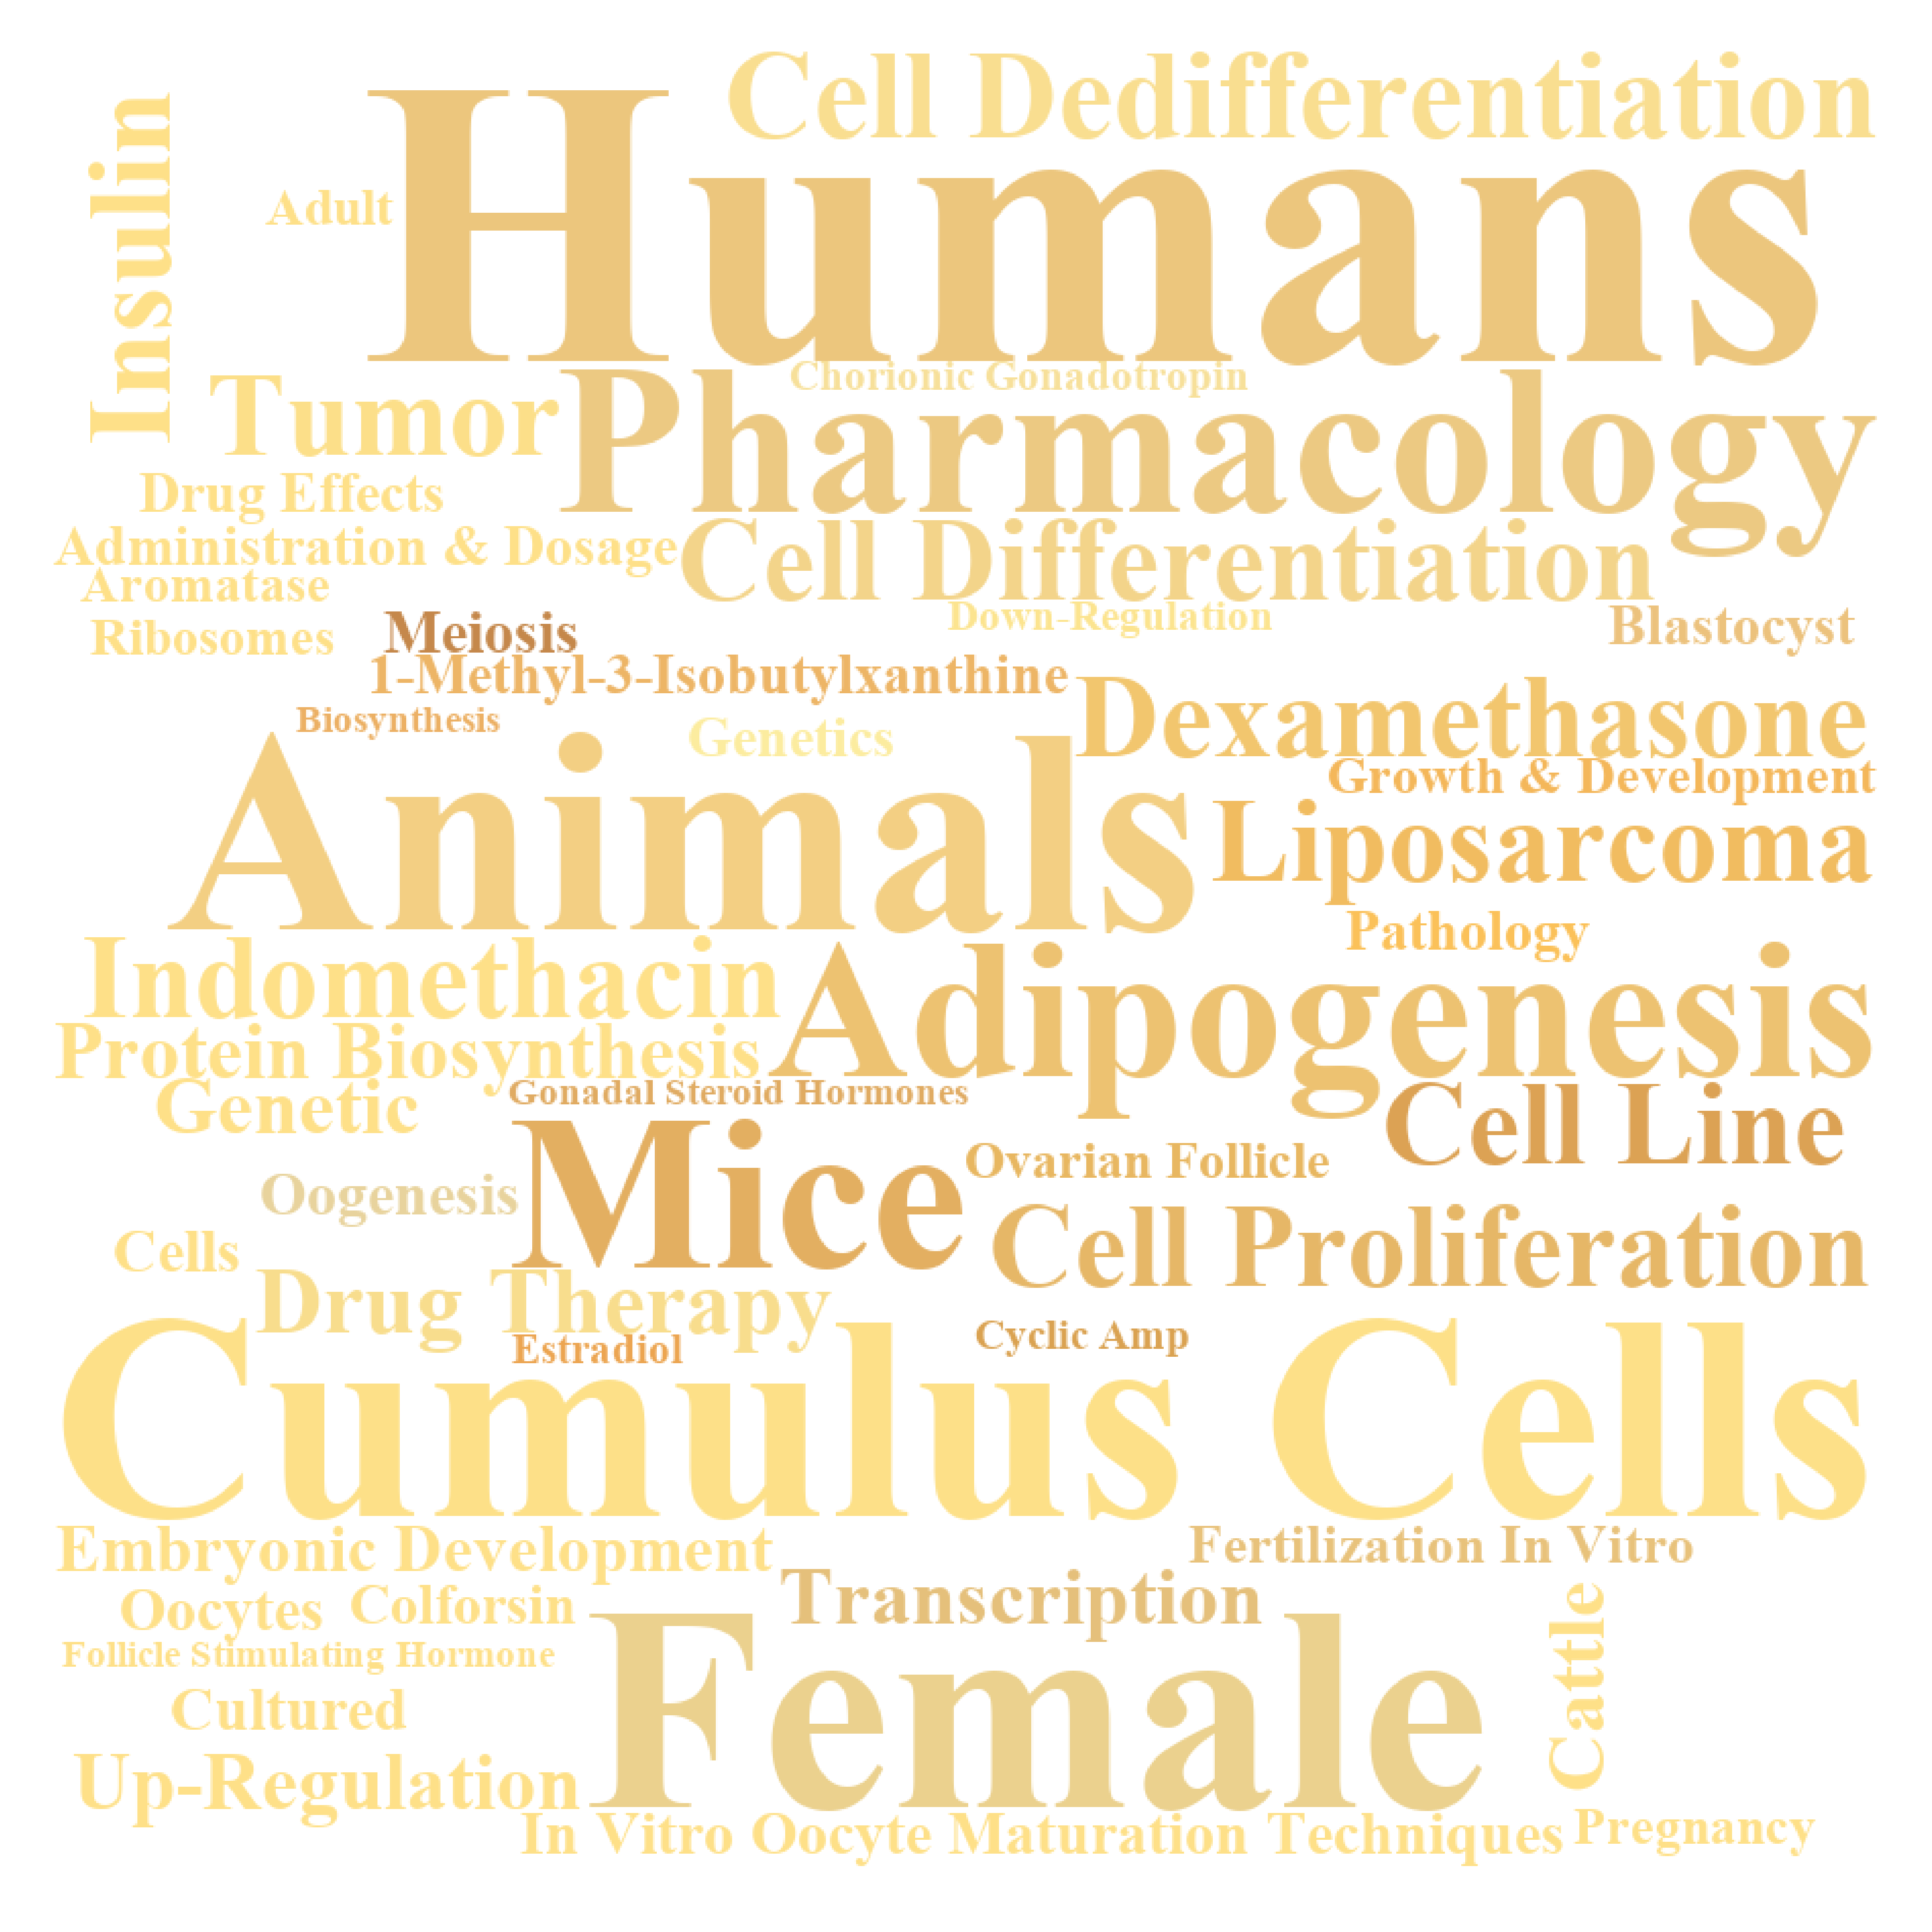 Cell Dedifferentiation
Insulin
Adult
Humans
Chorionic Gonadotropin
Tumor
Pharmacology
Drug Effects
Administration & Dosage
Cell Differentiation
Aromatase
Down-Regulation
Blastocyst
Ribosomes
Meiosis
1-Methyl-3-Isobutylxanthine
Biosynthesis
Genetics
Dexamethasone
Growth & Development
Animals
Liposarcoma
Pathology
Indomethacin
Adipogenesis
Protein Biosynthesis
Gonadal Steroid Hormones
Genetic
Cell Line
Mice
Ovarian Follicle
Oogenesis
Cells
Cell Proliferation
Drug Therapy
Estradiol
Cyclic Amp
Cumulus Cells
Embryonic Development
Fertilization In Vitro
Transcription
Oocytes
Colforsin
Follicle Stimulating Hormone
Female
Cattle
Cultured
Up-Regulation
In Vitro Oocyte Maturation Techniques
Pregnancy